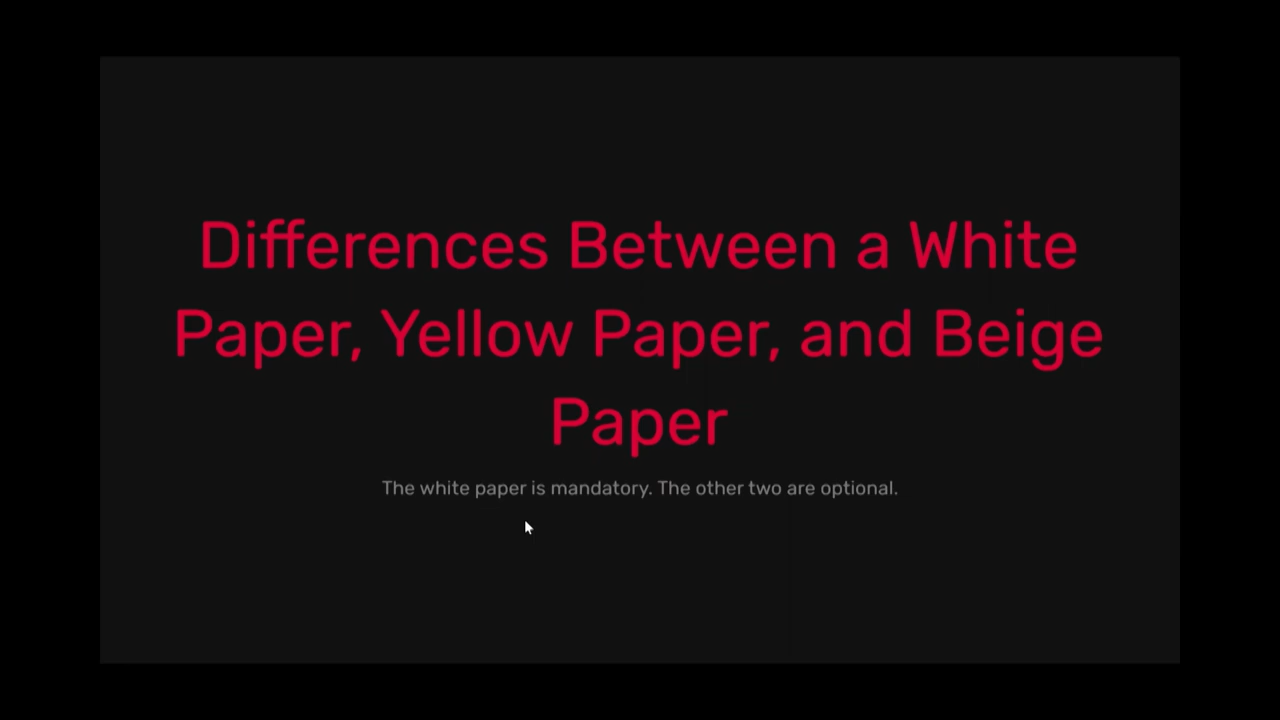 Differences Between a White
Paper, Yellow Paper, and Beige
Paper
The white paper is mandatory. The other two are optional.